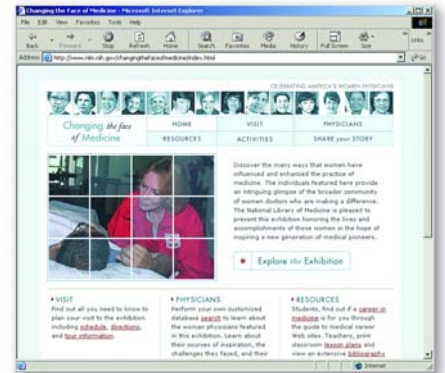 Changing the Face of Medicine - Microsoft Internet Explorer
File Edit View Favorites Tools Help
Back Forward Stop Refresh Home Search Favorites Media History Full Screen Size Links
Address http://www.nlm.nih.gov/changingthefaceofmedicine/index.html
CELEBRATING AMERICA'S WOMEN PHYSICIANS
Changing the face
of Medicine
HOME VISIT PHYSICIANS
RESOURCES ACTIVITIES SHARE your STORY
Discover the many ways that women have
influenced and enhanced the practice of
medicine. The individuals featured here provide
an intriguing glimpse of the broader community
of women doctors who are making a difference.
The National Library of Medicine is pleased to
present this exhibition honoring the lives and
accomplishments of these women in the hope of
inspiring a new generation of medical pioneers.
Explore the Exhibition
VISIT
Find out all you need to know to
plan your visit to the exhibition
including schedule, directions,
and tour information.
PHYSICIANS
Perform your own customized
database search to learn about
the woman physicians featured
in this exhibition. Learn about
their sources of inspiration, the
challenges they faced, and their
RESOURCES
Students, find out if a career in
medicine is for you through
the guide to medical career
Web sites. Teachers, print
classroom lesson plans and
view an extensive bibliography
Internet